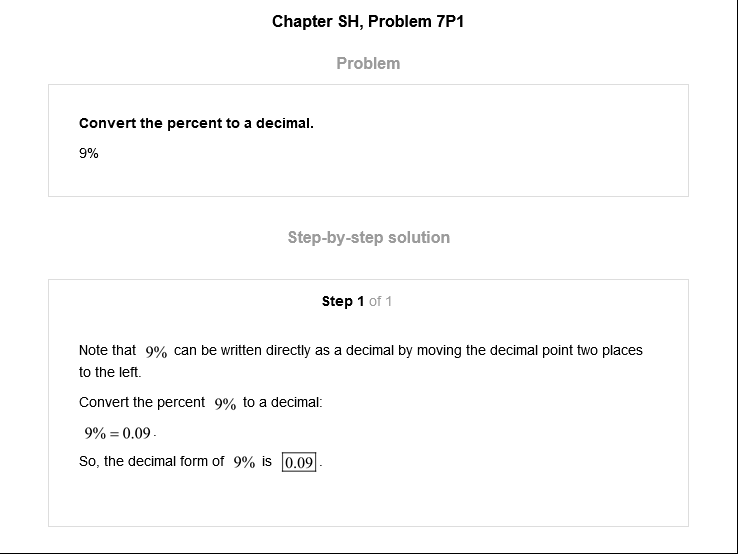 Chapter SH, Problem 7P1
Problem
Convert the percent to a decimal.
9%
Step-by-step solution
Step 1 of 1
Note that 9% can be written directly as a decimal by moving the decimal point two places
to the left.
Convert the percent 9% to a decimal:
9% = 0.09.
So, the decimal form of 9% is 0.09.